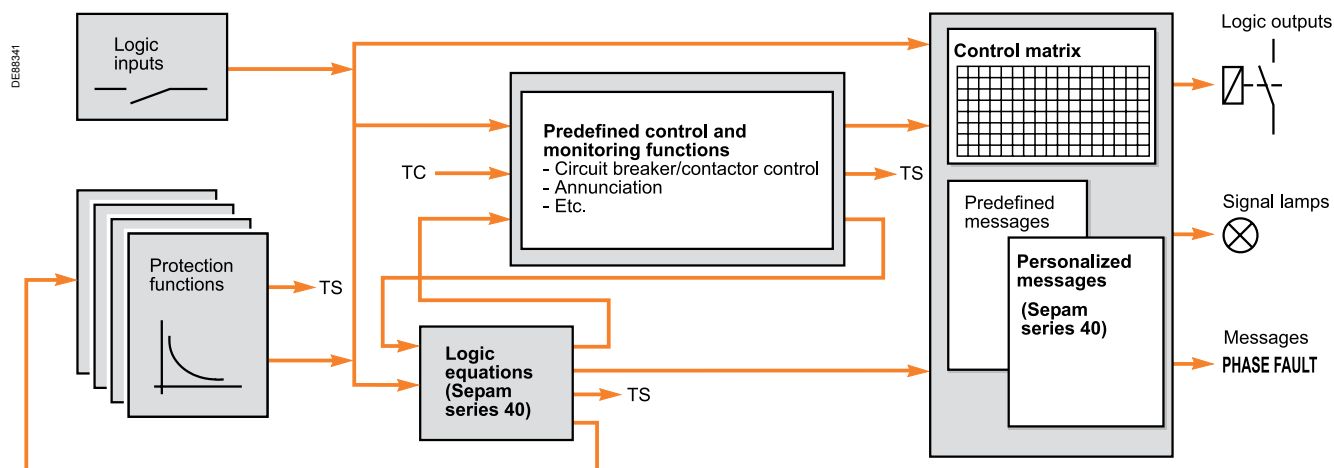 DE88341
Logic
inputs
Protection
functions
TS
TC
Predefined control and
monitoring functions
- Circuit breaker/contactor control
- Annunciation
- Etc.
TS
Logic
equations
(Sepam
series 40)
TS
Control matrix
Predefined
messages
Personalized
messages
(Sepam
series 40)
Logic outputs
Signal lamps
Messages
PHASE FAULT